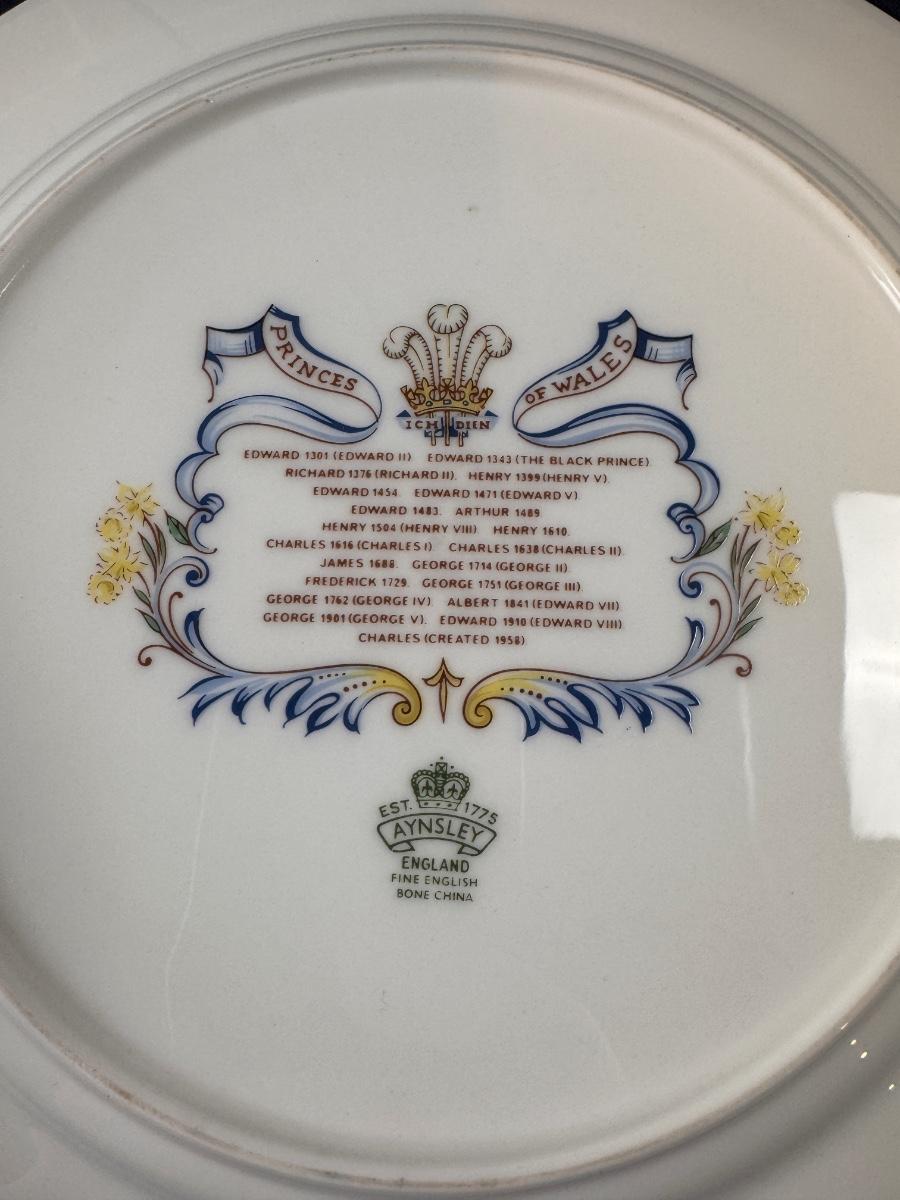 PRINCES OF WALES
ICH DIEN
EDWARD 1301 (EDWARD II). EDWARD 1343 (THE BLACK PRINCE).
RICHARD 1376 (RICHARD II). HENRY 1399 (HENRY V).
EDWARD 1454. EDWARD 1471 (EDWARD V).
EDWARD 1483. ARTHUR 1489.
HENRY 1504 (HENRY VIII). HENRY 1610.
CHARLES 1616 (CHARLES I). CHARLES 1638 (CHARLES II).
JAMES 1688. GEORGE 1714 (GEORGE II).
FREDERICK 1729. GEORGE 1751 (GEORGE III).
GEORGE 1762 (GEORGE IV). ALBERT 1841 (EDWARD VII)
GEORGE 1901 (GEORGE V). EDWARD 1910 (EDWARD VIII).
CHARLES (CREATED 1958)
EST. 1775
AYNSLEY
ENGLAND
FINE ENGLISH
BONE CHINA